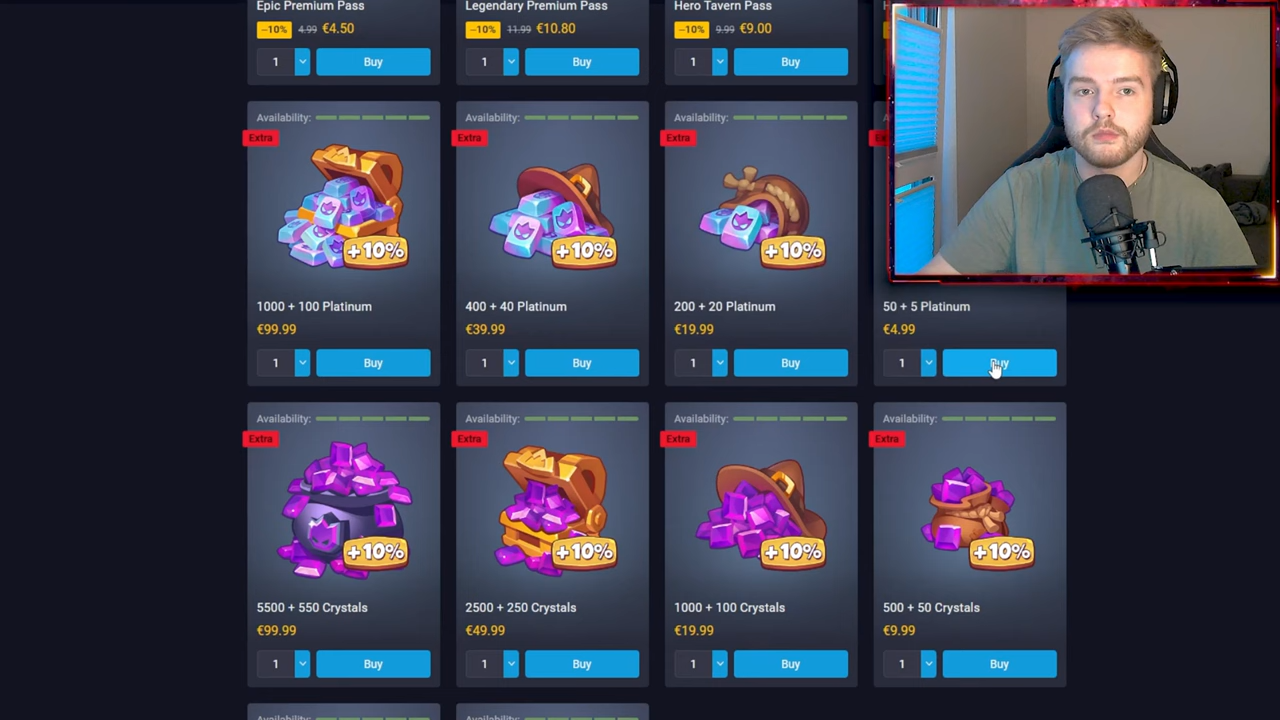 Epic Premium Pass
–10% 4.99 €4.50
1 Buy
Legendary Premium Pass
–10% 11.99 €10.80
1 Buy
Hero Tavern Pass
–10% 9.99 €9.00
1 Buy
Availability:
Extra
+10%
1000 + 100 Platinum
€99.99
1 Buy
Availability:
Extra
+10%
400 + 40 Platinum
€39.99
1 Buy
Availability:
Extra
+10%
200 + 20 Platinum
€19.99
1 Buy
50 + 5 Platinum
€4.99
1 Buy
Availability:
Extra
+10%
5500 + 550 Crystals
€99.99
1 Buy
Availability:
Extra
+10%
2500 + 250 Crystals
€49.99
1 Buy
Availability:
Extra
+10%
1000 + 100 Crystals
€19.99
1 Buy
Availability:
Extra
+10%
500 + 50 Crystals
€9.99
1 Buy
Availability:
Availability: